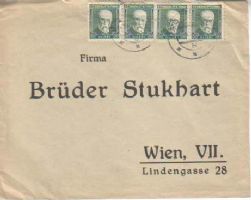 Firma
Brüder Stukhart
Wien, VII.
Lindengasse 28